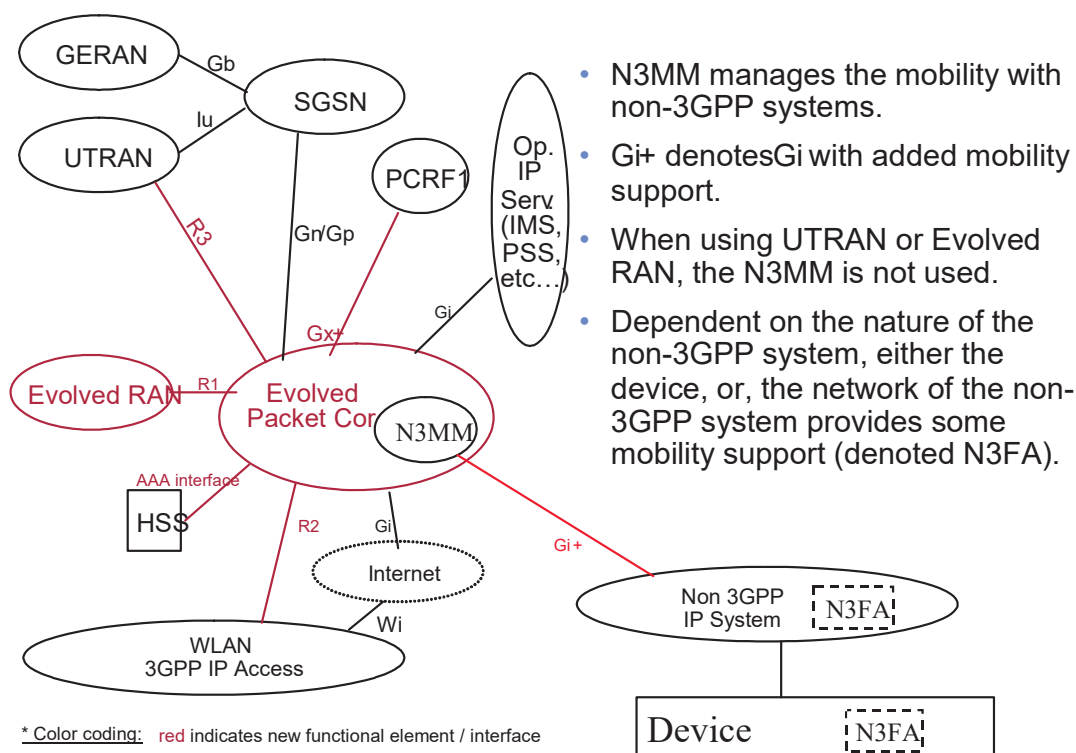 GERAN
Gb
SGSN
Iu
UTRAN
PCRF1
Op.
IP
Serv.
(IMS,
PSS,
etc…)
R3
Gn/Gp
Gx+
Gi
Evolved RAN
R1
Evolved
Packet Cor
N3MM
AAA interface
HSS
R2
Gi
Internet
Wi
WLAN
3GPP IP Access
Gi+
Non 3GPP
IP System
N3FA
Device
N3FA
• N3MM manages the mobility with
non-3GPP systems.
• Gi+ denotesGi with added mobility
support.
• When using UTRAN or Evolved
RAN, the N3MM is not used.
• Dependent on the nature of the
non-3GPP system, either the
device, or, the network of the non-
3GPP system provides some
mobility support (denoted N3FA).
* Color coding: red indicates new functional element / interface